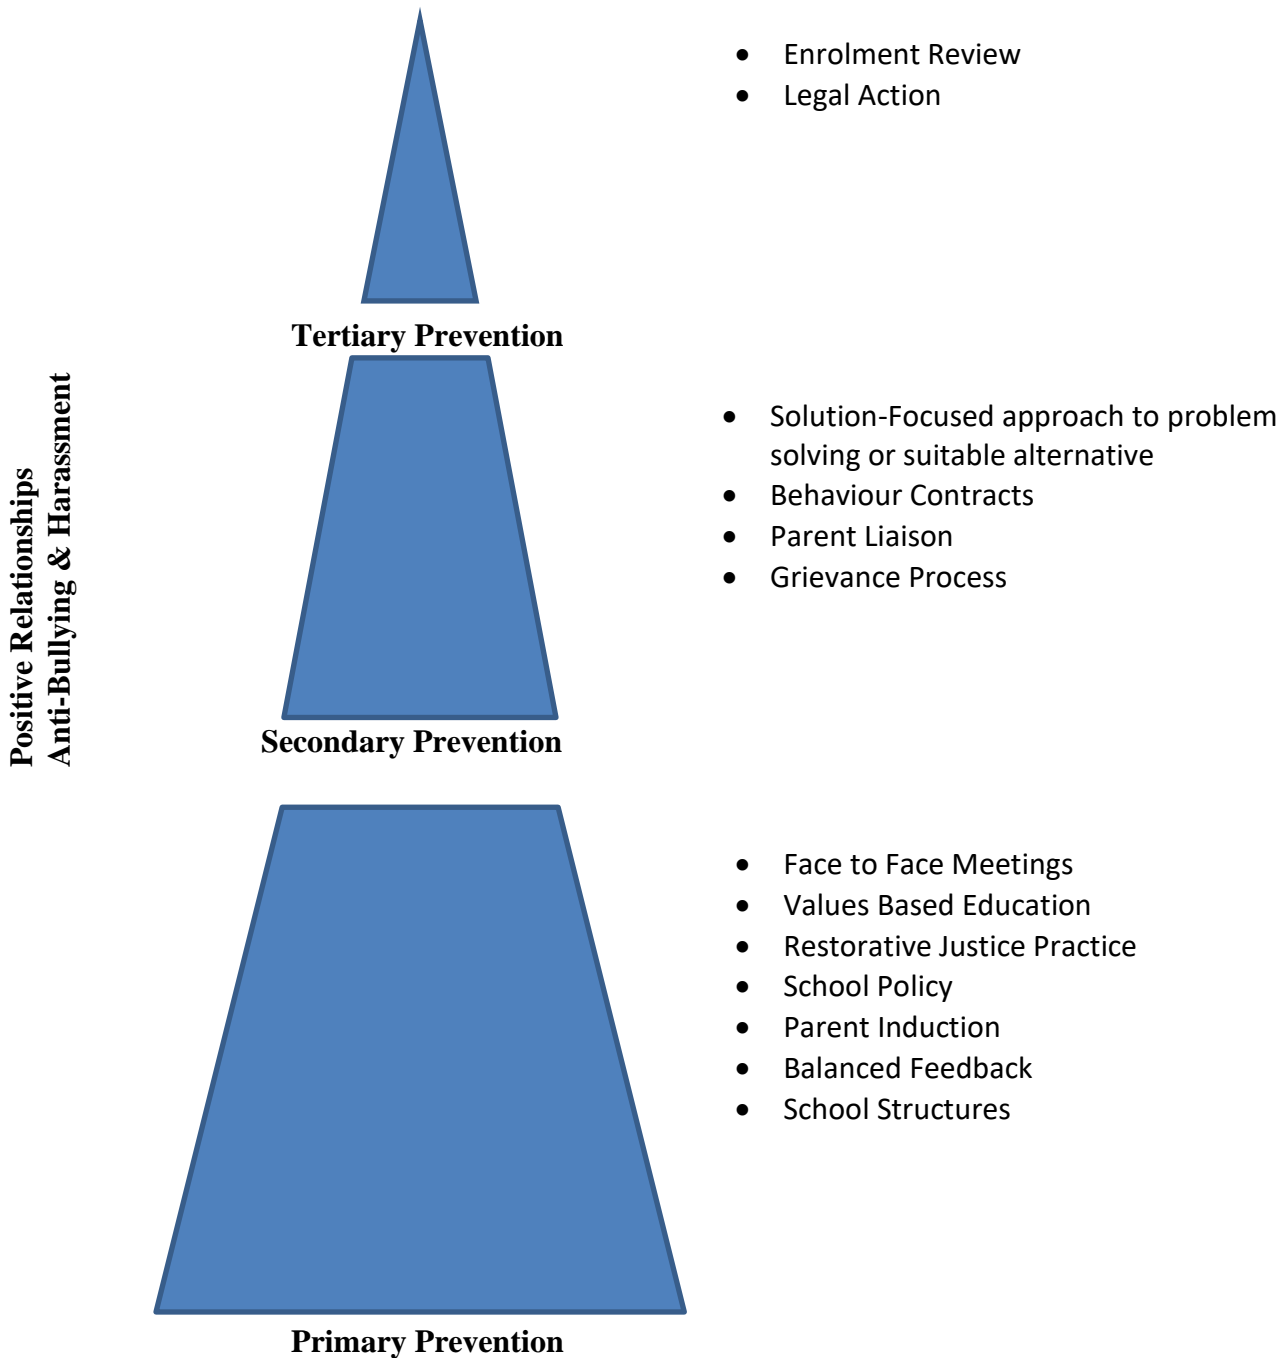 Positive Relationships
Anti-Bullying & Harassment
• Enrolment Review
• Legal Action
Tertiary Prevention
• Solution-Focused approach to problem
solving or suitable alternative
• Behaviour Contracts
• Parent Liaison
• Grievance Process
Secondary Prevention
• Face to Face Meetings
• Values Based Education
• Restorative Justice Practice
• School Policy
• Parent Induction
• Balanced Feedback
• School Structures
Primary Prevention